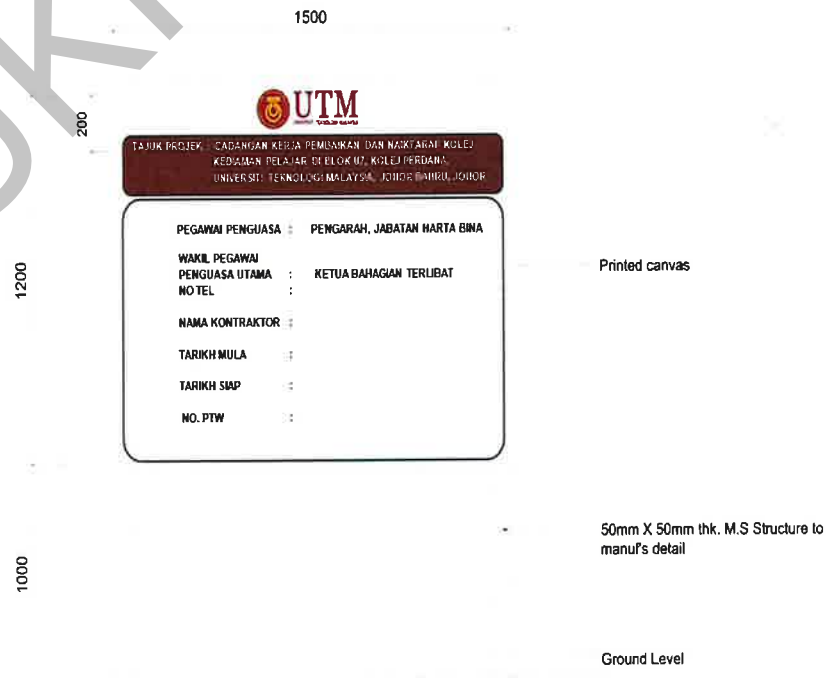 1500
200
UTM
TAJUK PROJEK : CADANGAN KERJA PEMBAIKAN DAN NAIKTARAF KOLEJ
KEDIAMAN PELAJAR DI BLOK U7, KOLEJ PERDANA,
UNIVERSITI TEKNOLOGI MALAYSIA, JOHOR BAHRU, JOHOR
PEGAWAI PENGUASA : PENGARAH, JABATAN HARTA BINA
WAKIL PEGAWAI
PENGUASA UTAMA : KETUA BAHAGIAN TERLIBAT
NO TEL :
NAMA KONTRAKTOR :
TARIKH MULA :
TARIKH SIAP :
NO. PTW :
1200
Printed canvas
1000
50mm X 50mm thk. M.S Structure to
manuf's detail
Ground Level